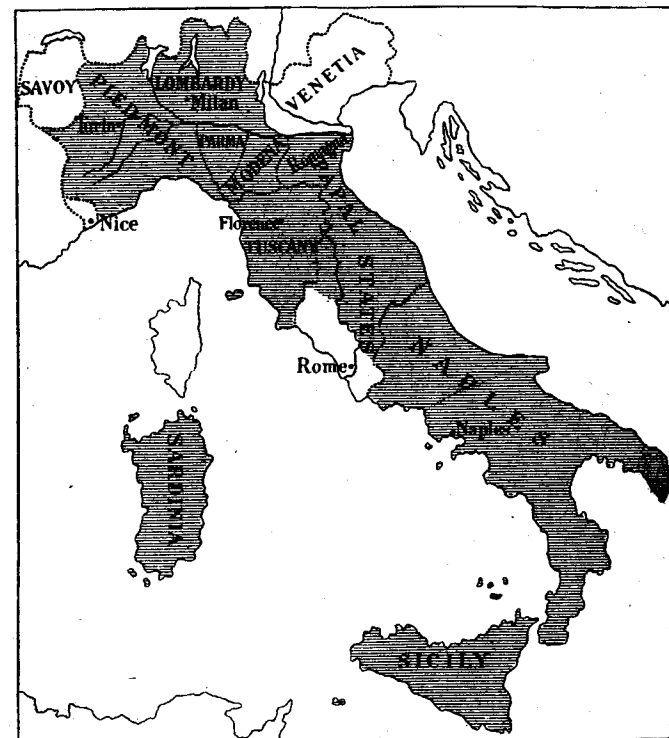 SAVOY
PIEDMONT
LOMBARDY
Milan
VENETIA
Turin
PARMA
MODENA
Romagna
PAPAL STATES
Nice
Florence
TUSCANY
Rome
NAPLES
Naples
SARDINIA
SICILY